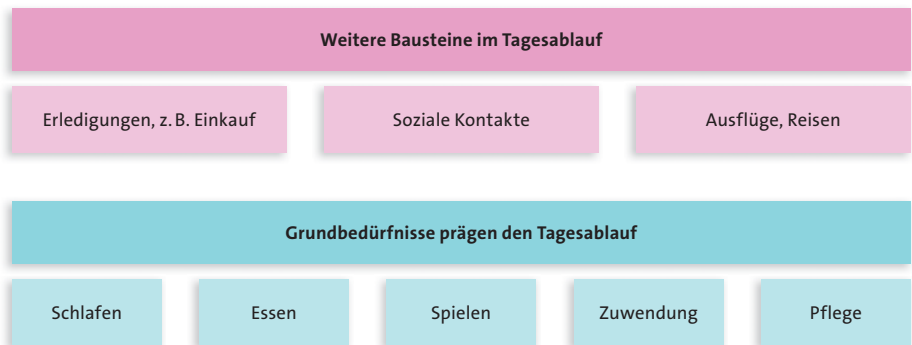 Weitere Bausteine im Tagesablauf
Erledigungen, z. B. Einkauf
Soziale Kontakte
Ausflüge, Reisen
Grundbedürfnisse prägen den Tagesablauf
Schlafen
Essen
Spielen
Zuwendung
Pflege